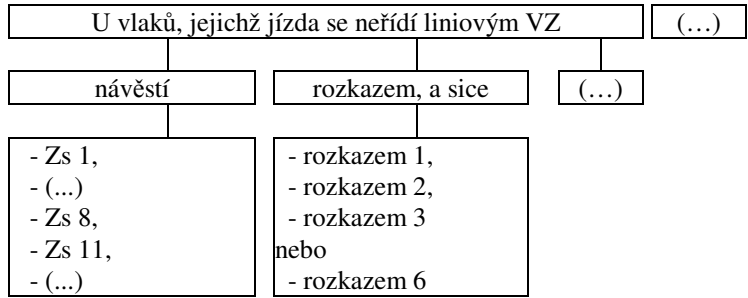 U vlaků, jejichž jízda se neřídí liniovým VZ
(…)
návěstí
rozkazem, a sice
(…)
- Zs 1,
- (...)
- Zs 8,
- Zs 11,
- (...)
- rozkazem 1,
- rozkazem 2,
- rozkazem 3
nebo
- rozkazem 6